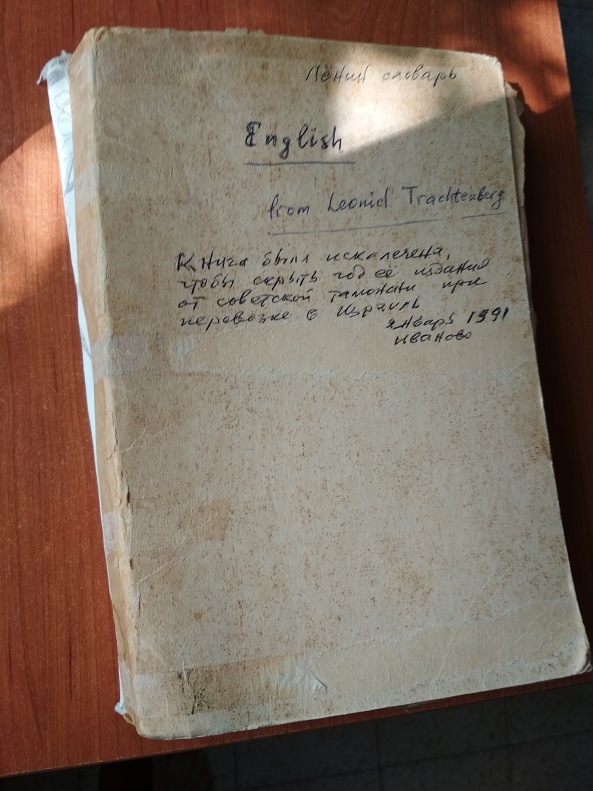 Лёнин словарь
English
from Leonid Trachtenberg
Книга была искалечена,
чтобы скрыть год её издания
от советской таможни при
перевозке в Израиль
январь 1991
Иваново